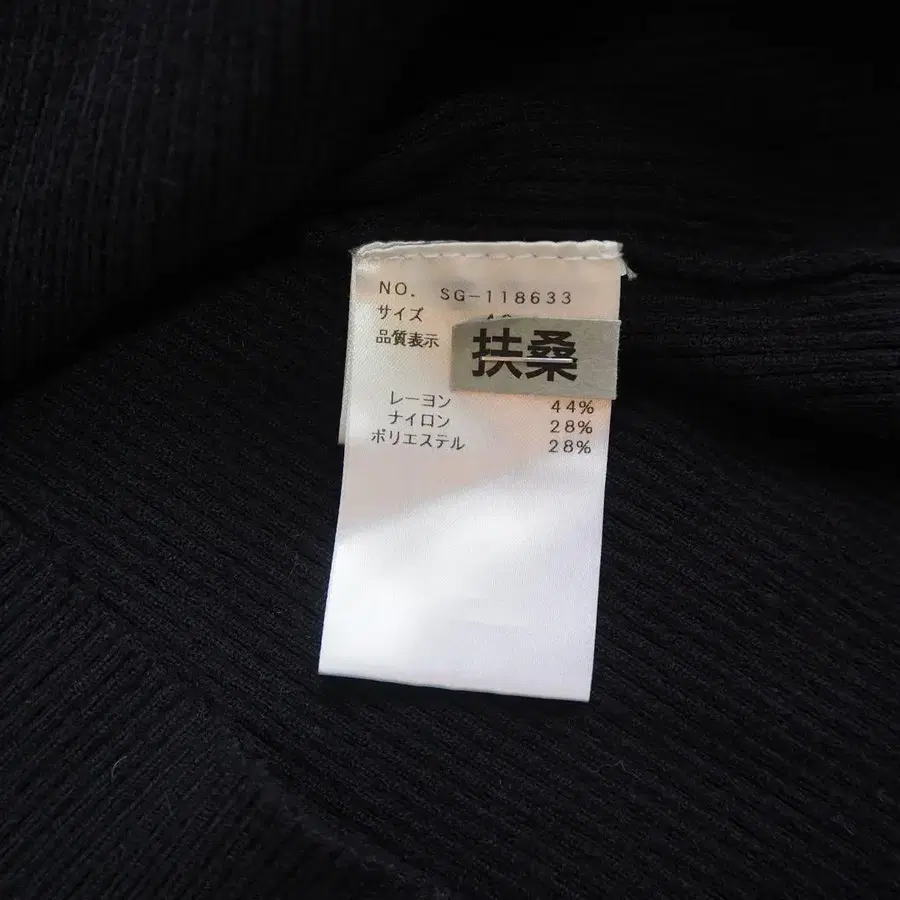 NO. SG-118633
サイズ
品質表示
扶桑
レーヨン 44%
ナイロン 28%
ポリエステル 28%